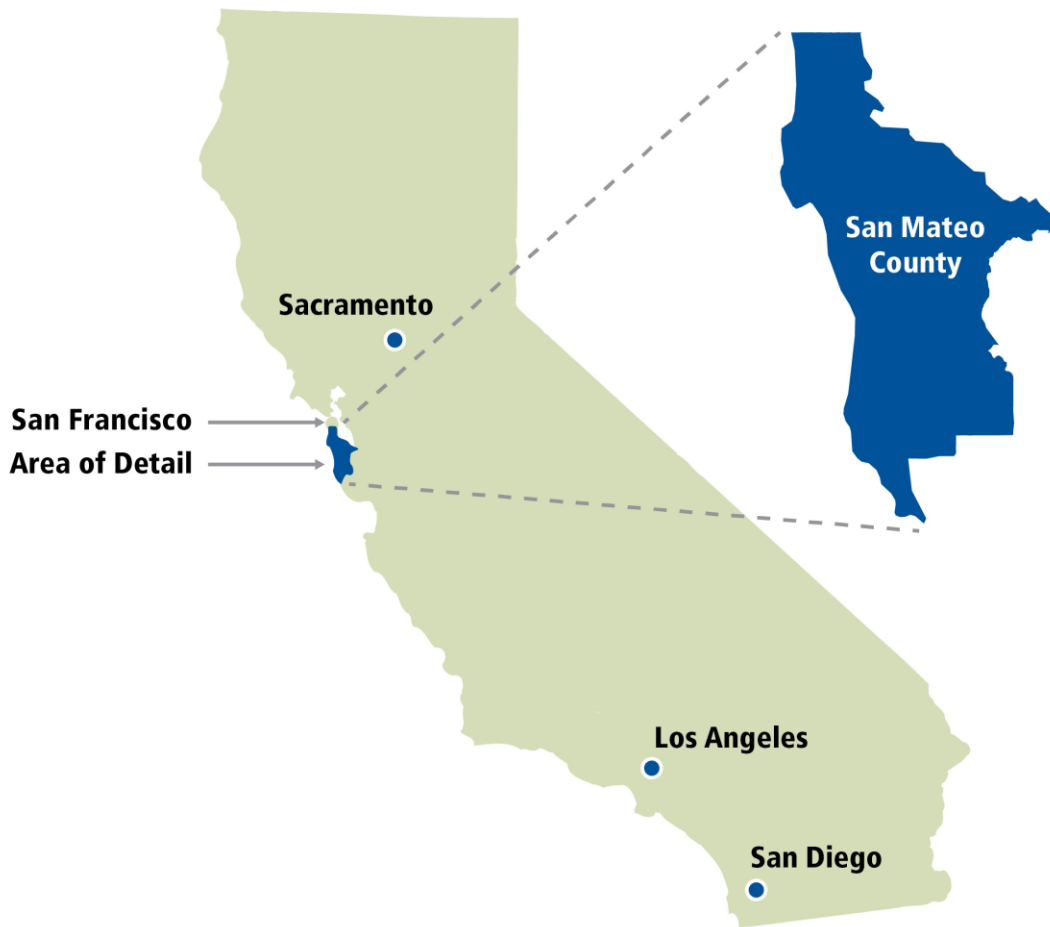 San Mateo
County
Sacramento
San Francisco
Area of Detail
Los Angeles
San Diego